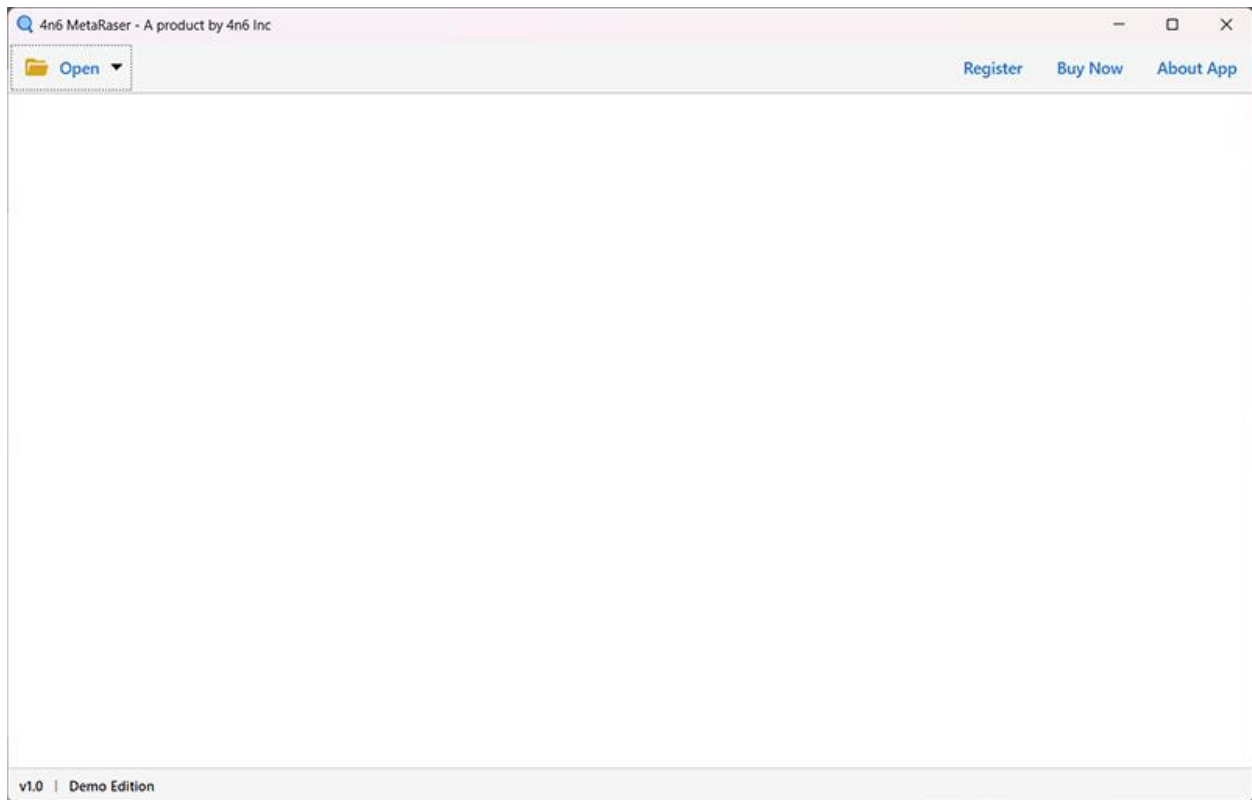 4n6 MetaRaser - A product by 4n6 Inc
Open Register Buy Now About App
v1.0 | Demo Edition